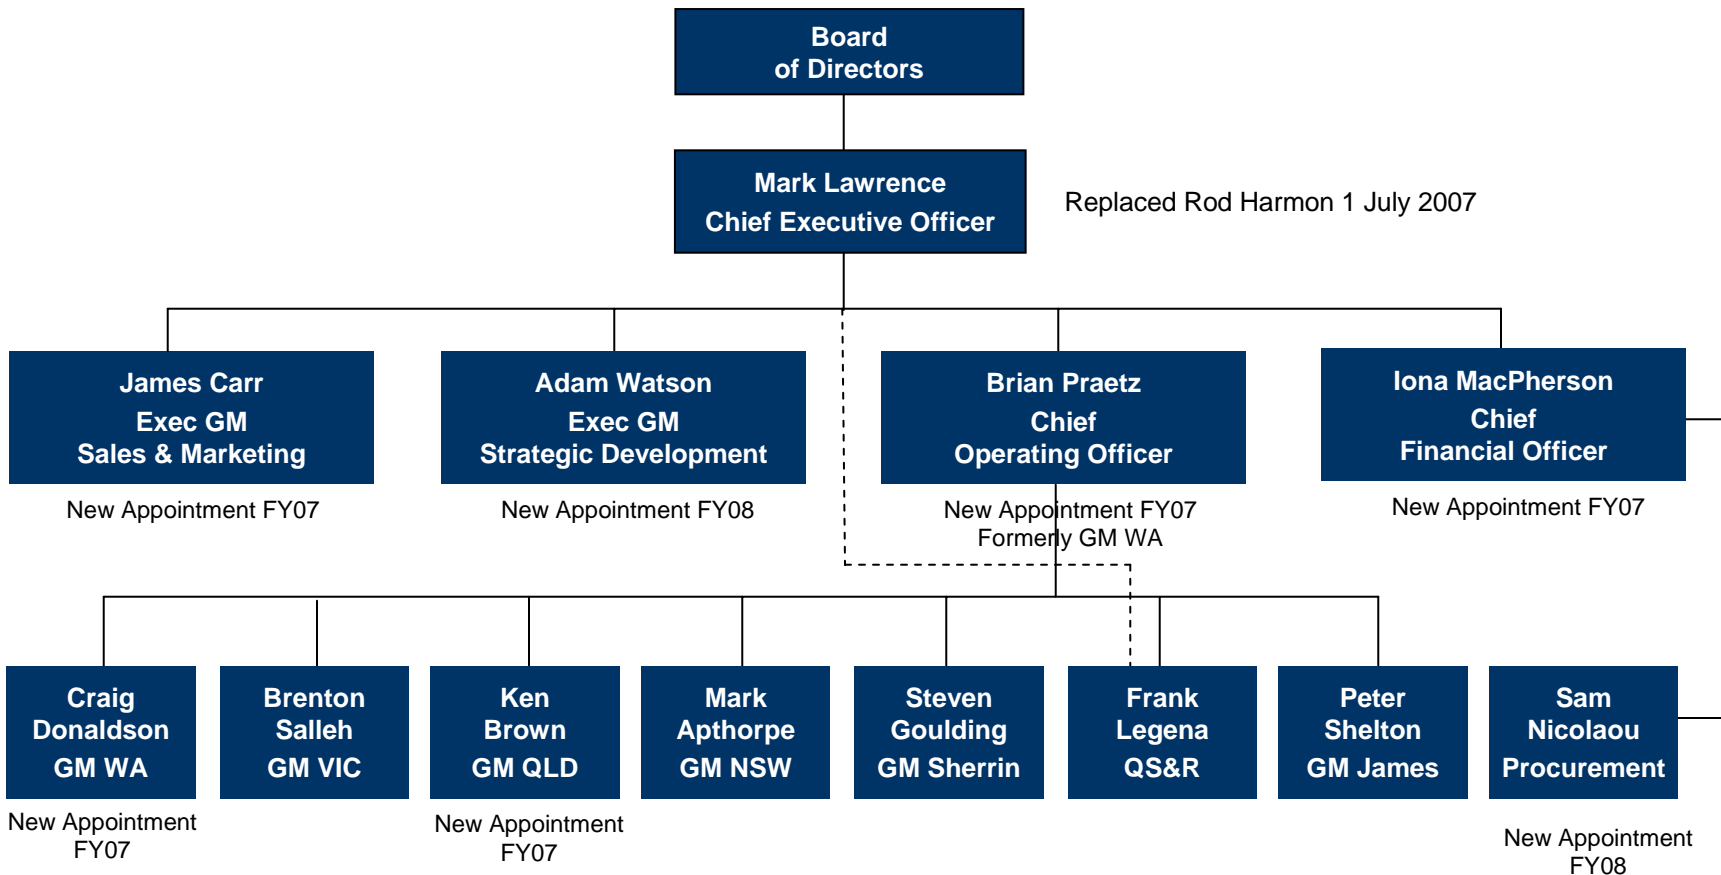 Board
of Directors
Mark Lawrence
Chief Executive Officer
Replaced Rod Harmon 1 July 2007
James Carr
Exec GM
Sales & Marketing
New Appointment FY07
Adam Watson
Exec GM
Strategic Development
New Appointment FY08
Brian Praetz
Chief
Operating Officer
New Appointment FY07
Formerly GM WA
Iona MacPherson
Chief
Financial Officer
New Appointment FY07
Craig
Donaldson
GM WA
New Appointment
FY07
Brenton
Salleh
GM VIC
Ken
Brown
GM QLD
New Appointment
FY07
Mark
Apthorpe
GM NSW
Steven
Goulding
GM Sherrin
Frank
Legena
QS&R
Peter
Shelton
GM James
Sam
Nicolaou
Procurement
New Appointment
FY08